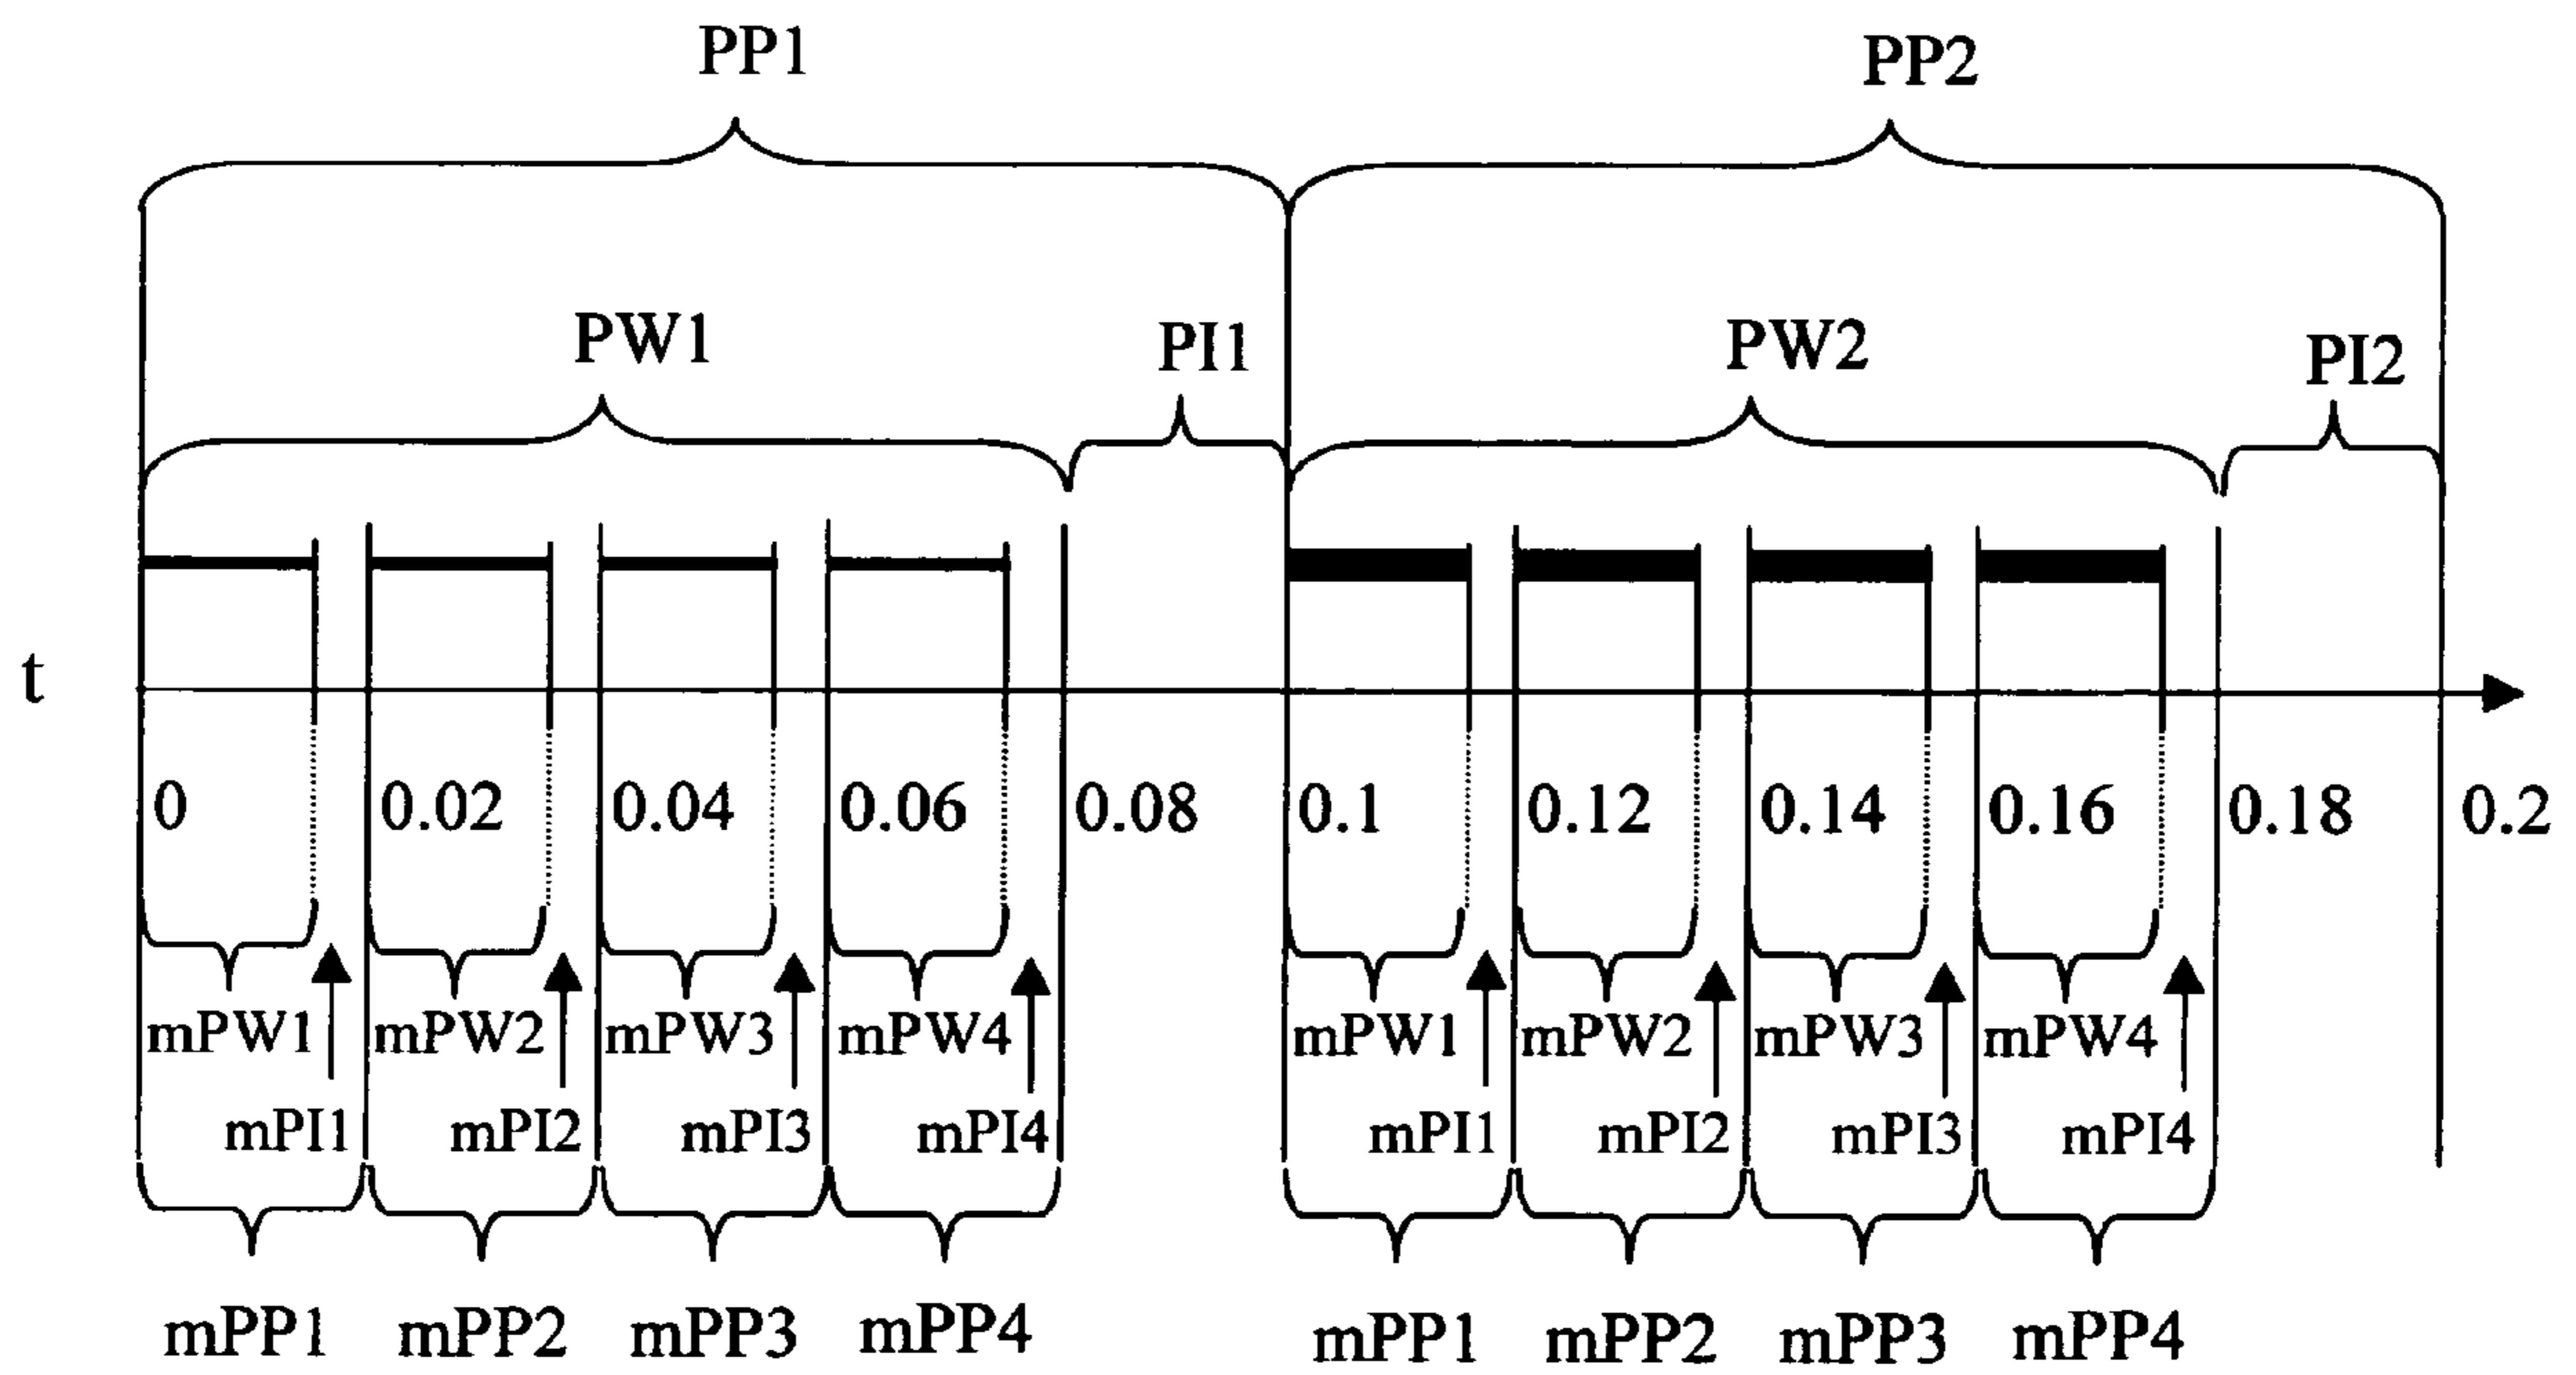 PP1 PP2
PW1 PI1 PW2 PI2
t
0 0.02 0.04 0.06 0.08 0.1 0.12 0.14 0.16 0.18 0.2
mPW1 mPW2 mPW3 mPW4 mPW1 mPW2 mPW3 mPW4
mPI1 mPI2 mPI3 mPI4 mPI1 mPI2 mPI3 mPI4
mPP1 mPP2 mPP3 mPP4 mPP1 mPP2 mPP3 mPP4